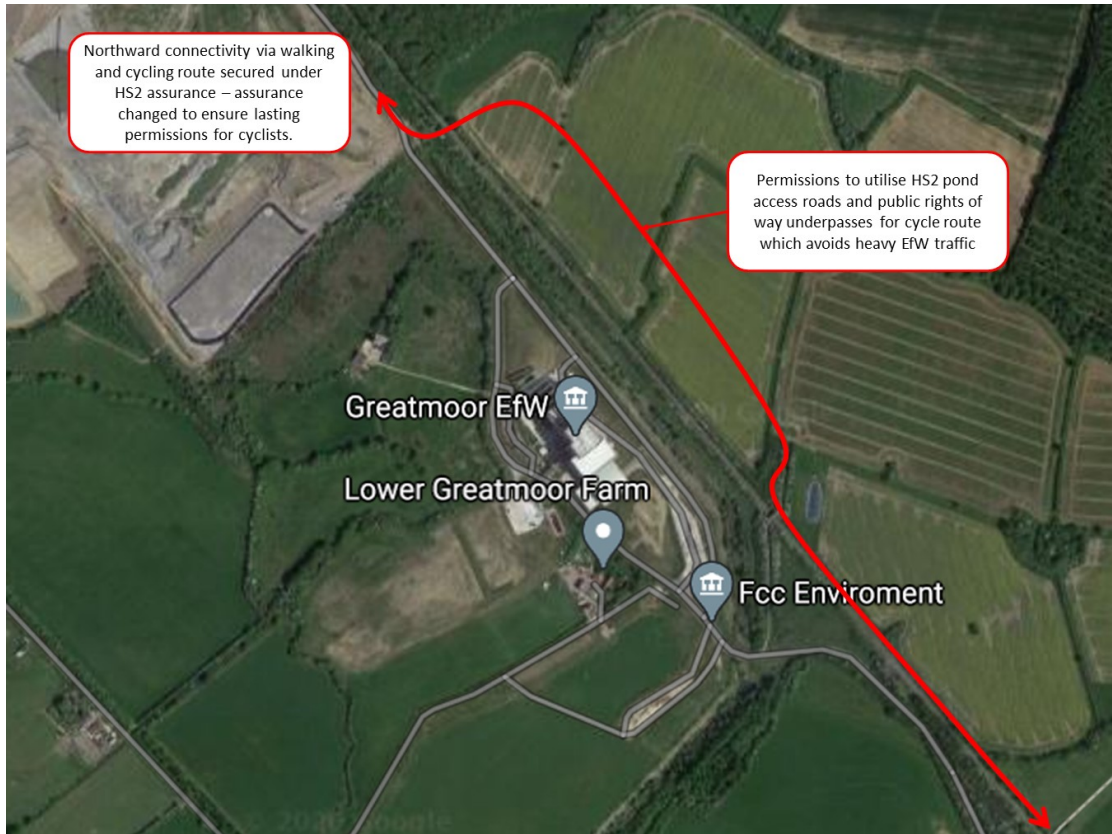 Northward connectivity via walking
and cycling route secured under
HS2 assurance – assurance
changed to ensure lasting
permissions for cyclists.
Permissions to utilise HS2 pond
access roads and public rights of
way underpasses for cycle route
which avoids heavy EfW traffic
Greatmoor EfW
Lower Greatmoor Farm
Fcc Enviroment